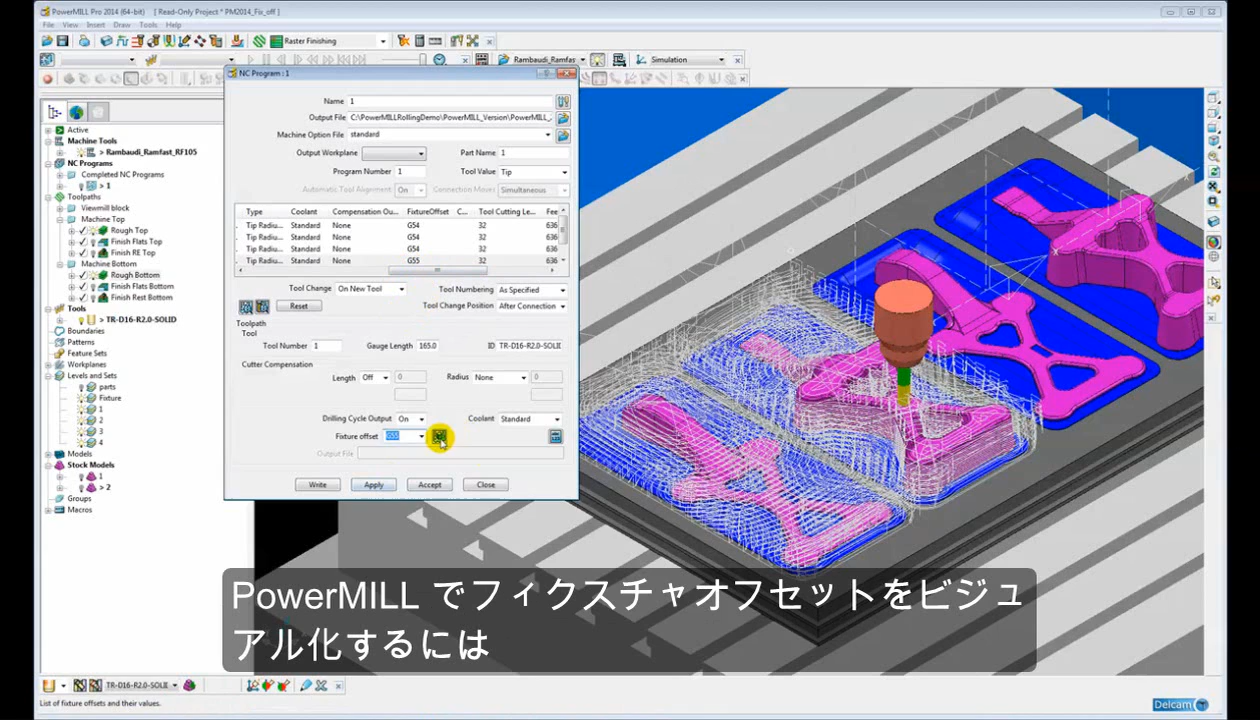 PowerMILL Pro 2014 (64-bit) - [ Read-Only Project * PM2014_Fix_off ]
File View Insert Draw Tools Help
Raster Finishing
Rambaudi_Ramfas
Simulation
NC Program : 1
Name 1
Output File C:\PowerMILLRollingDemo\PowerMILL_Version\PowerMILL_
Machine Option File standard
Output Workplane
Part Name 1
Program Number 1
Tool Value Tip
Automatic Tool Alignment On
Connection Moves Simultaneous
Type Coolant Compensation Ou... FixtureOffset C... Tool Cutting Le... Fee
Tip Radiu... Standard None G54 32 636
Tip Radiu... Standard None G54 32 636
Tip Radiu... Standard None G54 32 636
Tip Radiu... Standard None G55 32 636
Tool Change On New Tool
Tool Numbering As Specified
Reset
Tool Change Position After Connection
Toolpath
Tool
Tool Number 1
Gauge Length 165.0
ID TR-D16-R2.0-SOLI
Cutter Compensation
Length Off 0
Radius None 0
Drilling Cycle Output On
Coolant Standard
Fixture offset G55
Output File
Write Apply Accept Close
Active
Machine Tools
> Rambaudi_Ramfast_RF105
NC Programs
Completed NC Programs
> 1
Toolpaths
Viewmill block
Machine Top
Rough Top
Finish Flats Top
Finish RE Top
Machine Bottom
Rough Bottom
Finish Flats Bottom
Finish Rest Bottom
Tools
> TR-D16-R2.0-SOLID
Boundaries
Patterns
Feature Sets
Workplanes
Levels and Sets
parts
Fixture
1
2
3
4
Models
Stock Models
1
> 2
Groups
Macros
PowerMILL でフィクスチャオフセットをビジュ
アル化するには
TR-D16-R2.0-SOLI
List of fixture offsets and their values.
Delcam